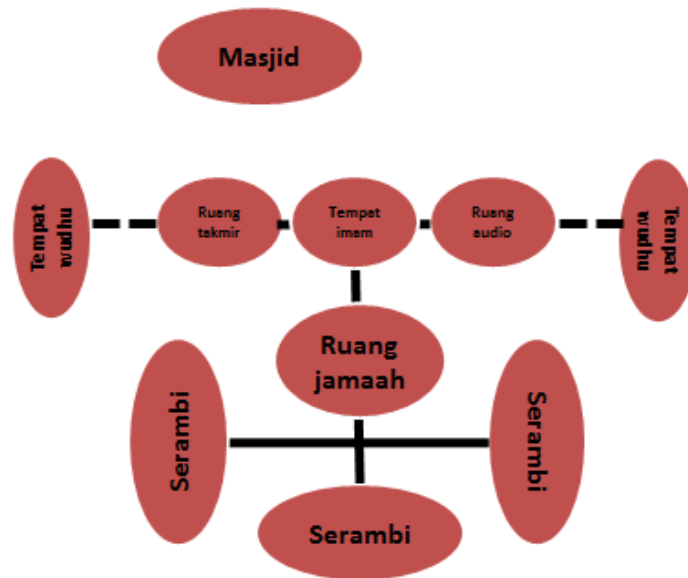 Masjid
Tempat
wudhu
Ruang
takmir
Tempat
imam
Ruang
audio
Tempat
wudhu
Ruang
jamaah
Serambi
Serambi
Serambi